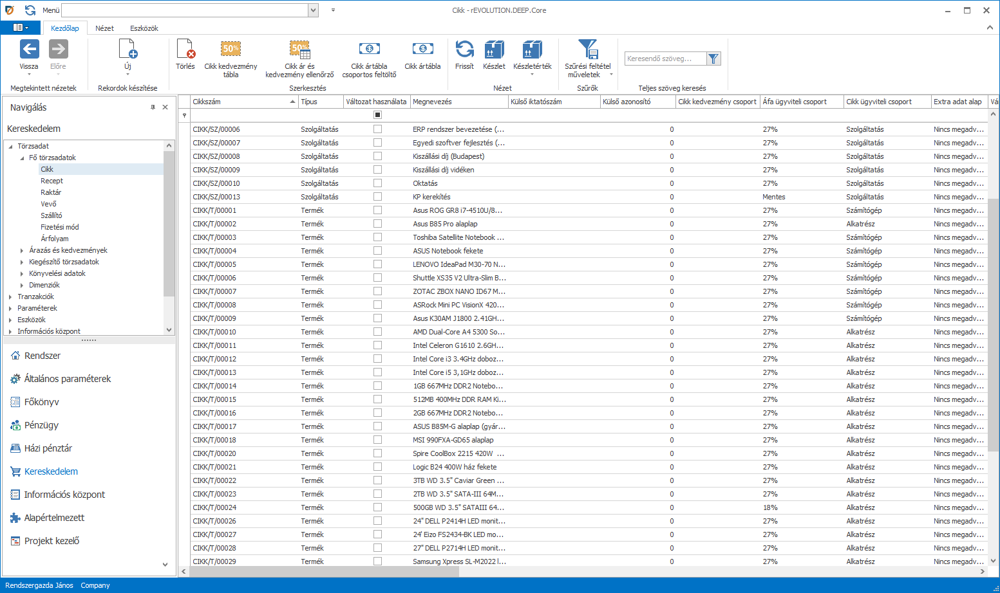 Menü
Cikk - rEVOLUTION.DEEP.Core
Kezdőlap Nézet Eszközök
Vissza Előre Új Törlés Cikk kedvezmény tábla Cikk ár és kedvezmény ellenőrző Cikk ártábla csoportos feltöltő Cikk ártábla Frissít Készlet Készletérték Szűrési feltétel műveletek Keresendő szöveg...
Megtekintett nézetek Rekordok készítése Szerkesztés Nézet Szűrők Teljes szöveg keresés
Navigálás
Kereskedelem
Törzsadat
Fő törzsadatok
Cikk
Recept
Raktár
Vevő
Szállító
Fizetési mód
Árfolyam
Árazás és kedvezmények
Kiegészítő törzsadatok
Könyvelési adatok
Dimenziók
Tranzakciók
Paraméterek
Eszközök
Információs központ
Rendszer
Általános paraméterek
Főkönyv
Pénzügy
Házi pénztár
Kereskedelem
Információs központ
Alapértelmezett
Projekt kezelő
Cikkszám Típus Változat használata Megnevezés Külső iktatószám Külső azonosító Cikk kedvezmény csoport Áfa ügyviteli csoport Cikk ügyviteli csoport Extra adat alap Vá
CIKK/SZ/00006 Szolgáltatás ERP rendszer bevezetése (... 0 27% Szolgáltatás Nincs megadv...
CIKK/SZ/00007 Szolgáltatás Egyedi szoftver fejlesztés (... 0 27% Szolgáltatás Nincs megadv...
CIKK/SZ/00008 Szolgáltatás Kiszállási díj (Budapest) 0 27% Szolgáltatás Nincs megadv...
CIKK/SZ/00009 Szolgáltatás Kiszállási díj vidéken 0 27% Szolgáltatás Nincs megadv...
CIKK/SZ/00010 Szolgáltatás Oktatás 0 27% Szolgáltatás Nincs megadv...
CIKK/SZ/00013 Szolgáltatás KP kerekítés 0 Mentes Szolgáltatás Nincs megadv...
CIKK/T/00001 Termék Asus ROG GR8 i7-4510U/8... 0 27% Számítógép Nincs megadv...
CIKK/T/00002 Termék Asus B85 Pro alaplap 0 27% Alkatrész Nincs megadv...
CIKK/T/00003 Termék Toshiba Satellite Notebook ... 0 27% Számítógép Nincs megadv...
CIKK/T/00004 Termék ASUS Notebook fekete 0 27% Számítógép Nincs megadv...
CIKK/T/00005 Termék LENOVO IdeaPad M30-70 N... 0 27% Számítógép Nincs megadv...
CIKK/T/00006 Termék Shuttle XS35 V2 Ultra-Slim B... 0 27% Számítógép Nincs megadv...
CIKK/T/00007 Termék ZOTAC ZBOX NANO ID67 M... 0 27% Számítógép Nincs megadv...
CIKK/T/00008 Termék ASRock Mini PC VisionX 420... 0 27% Számítógép Nincs megadv...
CIKK/T/00009 Termék Asus K30AM J1800 2.41GH... 0 27% Számítógép Nincs megadv...
CIKK/T/00010 Termék AMD Dual-Core A4 5300 So... 0 27% Alkatrész Nincs megadv...
CIKK/T/00011 Termék Intel Celeron G1610 2.6GH... 0 27% Alkatrész Nincs megadv...
CIKK/T/00012 Termék Intel Core i3 3.4GHz doboz... 0 27% Alkatrész Nincs megadv...
CIKK/T/00013 Termék Intel Core i5 3,1GHz doboz... 0 27% Alkatrész Nincs megadv...
CIKK/T/00014 Termék 1GB 667MHz DDR2 Notebo... 0 27% Alkatrész Nincs megadv...
CIKK/T/00015 Termék 512MB 400MHz DDR RAM Ki... 0 27% Alkatrész Nincs megadv...
CIKK/T/00016 Termék 2GB 667MHz DDR2 Notebo... 0 27% Alkatrész Nincs megadv...
CIKK/T/00017 Termék ASUS B85M-G alaplap (gyár... 0 27% Alkatrész Nincs megadv...
CIKK/T/00018 Termék MSI 990FXA-GD65 alaplap 0 27% Alkatrész Nincs megadv...
CIKK/T/00020 Termék Spire CoolBox 2215 420W ... 0 27% Alkatrész Nincs megadv...
CIKK/T/00021 Termék Logic B24 400W ház fekete 0 27% Alkatrész Nincs megadv...
CIKK/T/00022 Termék 3TB WD 3.5" Caviar Green ... 0 27% Alkatrész Nincs megadv...
CIKK/T/00023 Termék 2TB WD 3.5" SATA-III 64M... 0 27% Alkatrész Nincs megadv...
CIKK/T/00024 Termék 500GB WD 3.5" SATAIII 64... 0 18% Alkatrész Nincs megadv...
CIKK/T/00026 Termék 24" DELL P2414H LED monit... 0 27% Alkatrész Nincs megadv...
CIKK/T/00027 Termék 24' Eizo FS2434-BK LED mo... 0 27% Alkatrész Nincs megadv...
CIKK/T/00028 Termék 27" DELL P2714H LED monit... 0 27% Alkatrész Nincs megadv...
CIKK/T/00029 Termék Samsung Xpress SL-M2022 l... 0 27% Alkatrész Nincs megadv...
Rendszergazda János Company